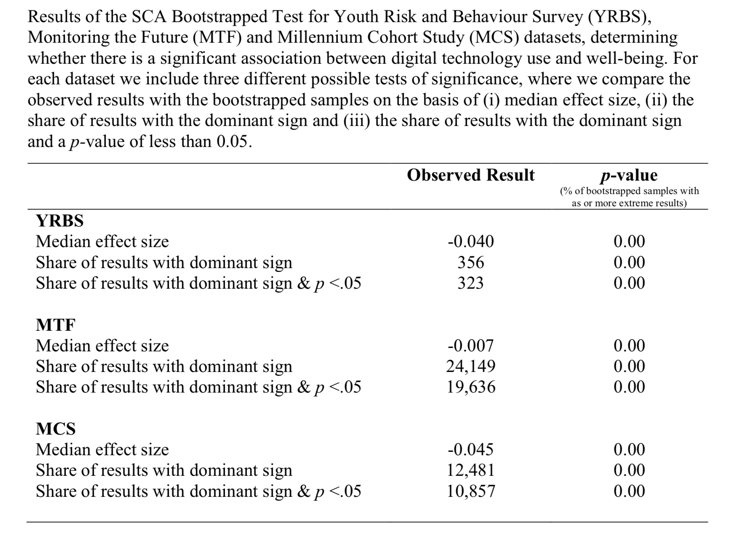 Results of the SCA Bootstrapped Test for Youth Risk and Behaviour Survey (YRBS),
Monitoring the Future (MTF) and Millennium Cohort Study (MCS) datasets, determining
whether there is a significant association between digital technology use and well-being. For
each dataset we include three different possible tests of significance, where we compare the
observed results with the bootstrapped samples on the basis of (i) median effect size, (ii) the
share of results with the dominant sign and (iii) the share of results with the dominant sign
and a p-value of less than 0.05.
Observed Result p-value
(% of bootstrapped samples with
as or more extreme results)
YRBS
Median effect size -0.040 0.00
Share of results with dominant sign 356 0.00
Share of results with dominant sign & p <.05 323 0.00
MTF
Median effect size -0.007 0.00
Share of results with dominant sign 24,149 0.00
Share of results with dominant sign & p <.05 19,636 0.00
MCS
Median effect size -0.045 0.00
Share of results with dominant sign 12,481 0.00
Share of results with dominant sign & p <.05 10,857 0.00